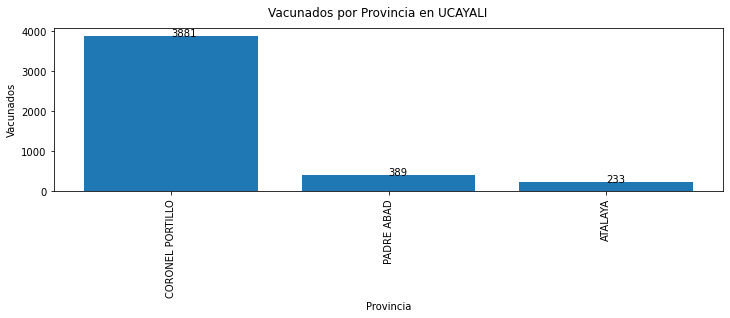 Vacunados por Provincia en UCAYALI
4000
3000
2000
1000
0
Vacunados
3881
389
233
CORONEL PORTILLO
PADRE ABAD
ATALAYA
Provincia